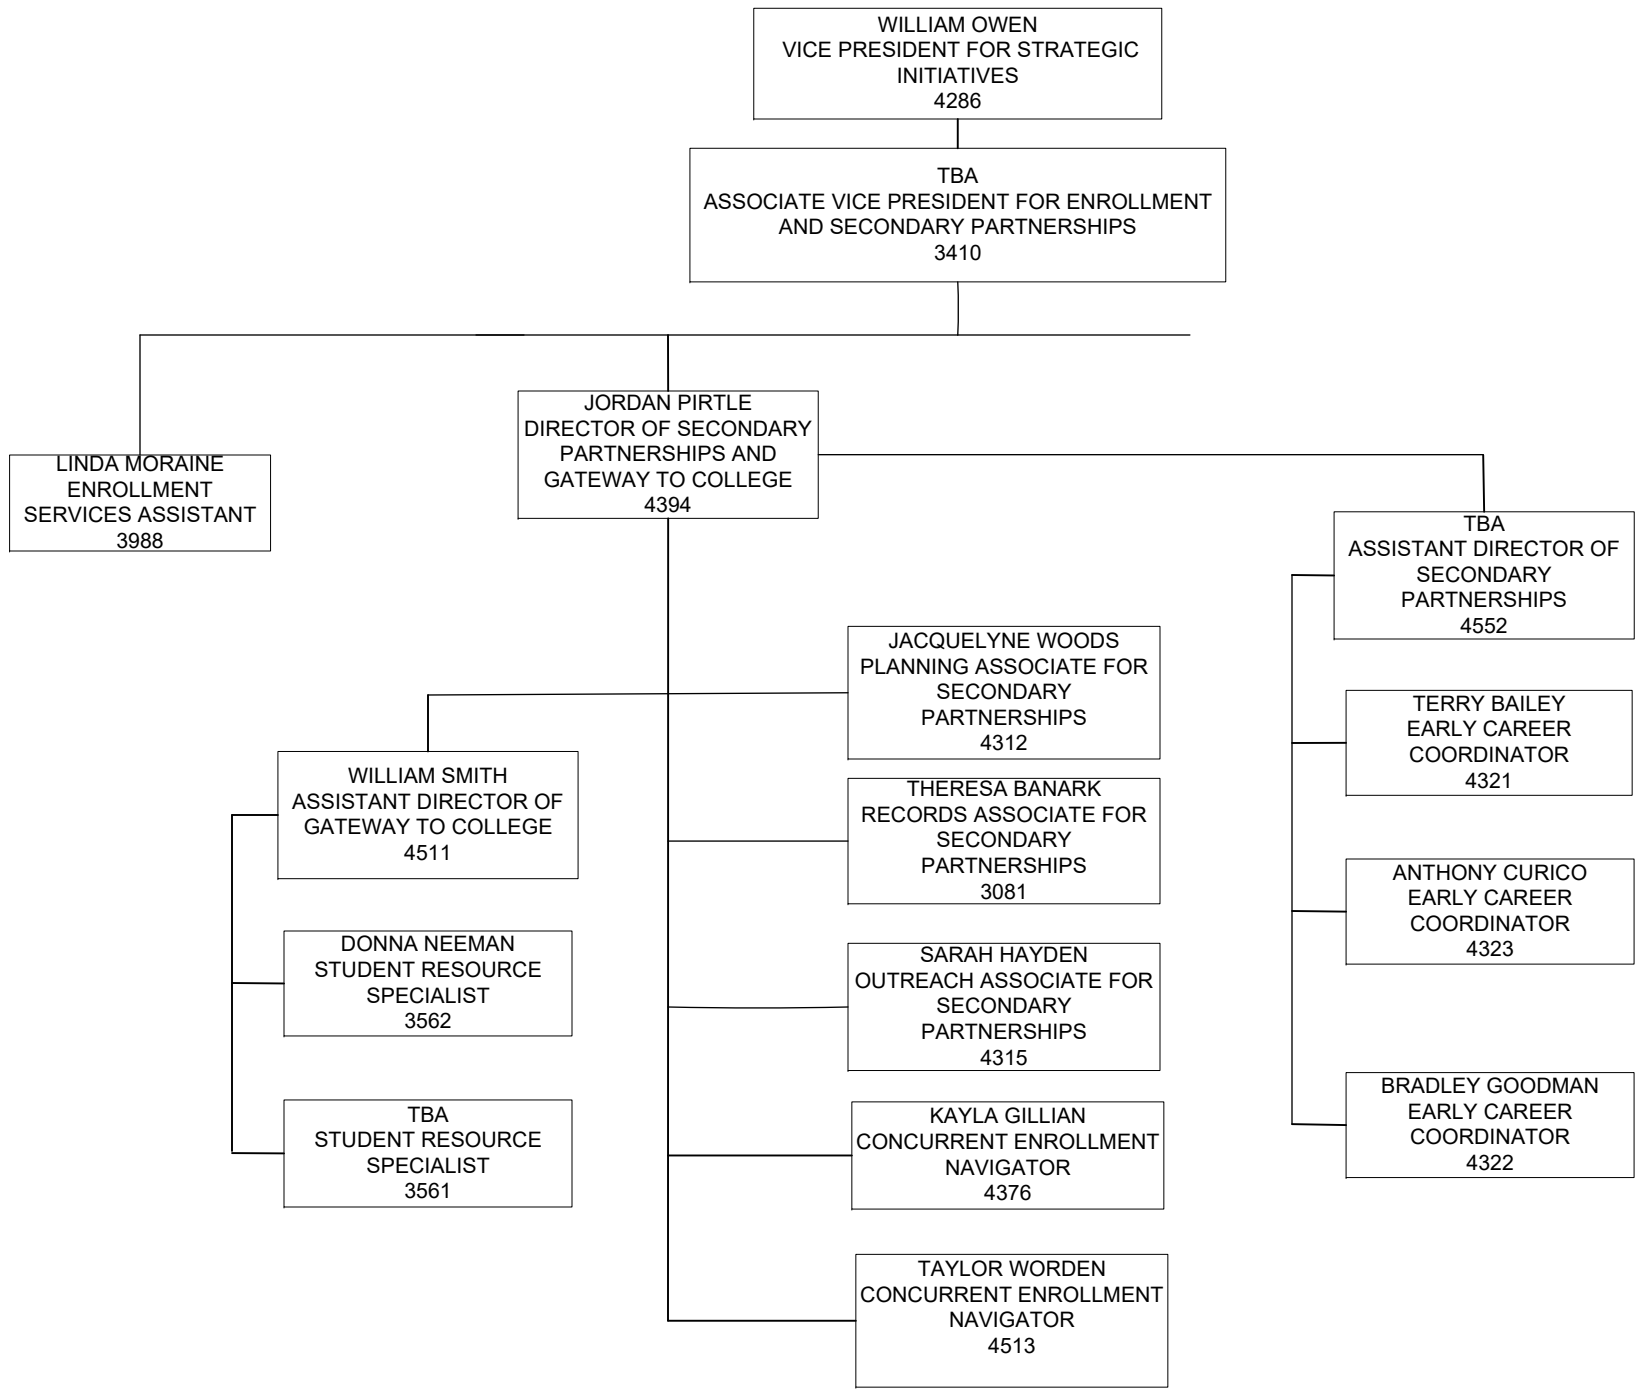 WILLIAM OWEN
VICE PRESIDENT FOR STRATEGIC
INITIATIVES
4286
TBA
ASSOCIATE VICE PRESIDENT FOR ENROLLMENT
AND SECONDARY PARTNERSHIPS
3410
LINDA MORAINE
ENROLLMENT
SERVICES ASSISTANT
3988
JORDAN PIRTLE
DIRECTOR OF SECONDARY
PARTNERSHIPS AND
GATEWAY TO COLLEGE
4394
TBA
ASSISTANT DIRECTOR OF
SECONDARY
PARTNERSHIPS
4552
WILLIAM SMITH
ASSISTANT DIRECTOR OF
GATEWAY TO COLLEGE
4511
DONNA NEEMAN
STUDENT RESOURCE
SPECIALIST
3562
TBA
STUDENT RESOURCE
SPECIALIST
3561
JACQUELYNE WOODS
PLANNING ASSOCIATE FOR
SECONDARY
PARTNERSHIPS
4312
THERESA BANARK
RECORDS ASSOCIATE FOR
SECONDARY
PARTNERSHIPS
3081
SARAH HAYDEN
OUTREACH ASSOCIATE FOR
SECONDARY
PARTNERSHIPS
4315
KAYLA GILLIAN
CONCURRENT ENROLLMENT
NAVIGATOR
4376
TAYLOR WORDEN
CONCURRENT ENROLLMENT
NAVIGATOR
4513
TERRY BAILEY
EARLY CAREER
COORDINATOR
4321
ANTHONY CURICO
EARLY CAREER
COORDINATOR
4323
BRADLEY GOODMAN
EARLY CAREER
COORDINATOR
4322